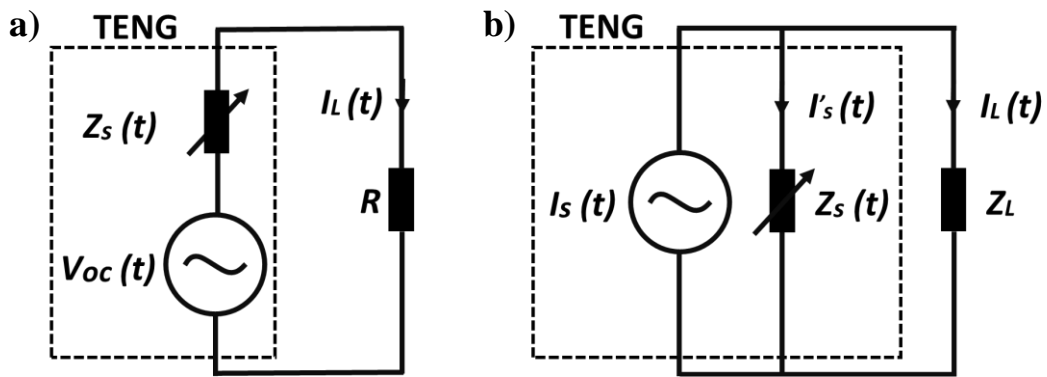 a) TENG
Zs (t)
IL (t)
R
Voc (t)
b) TENG
I's (t)
IL (t)
Is (t)
Zs (t)
ZL